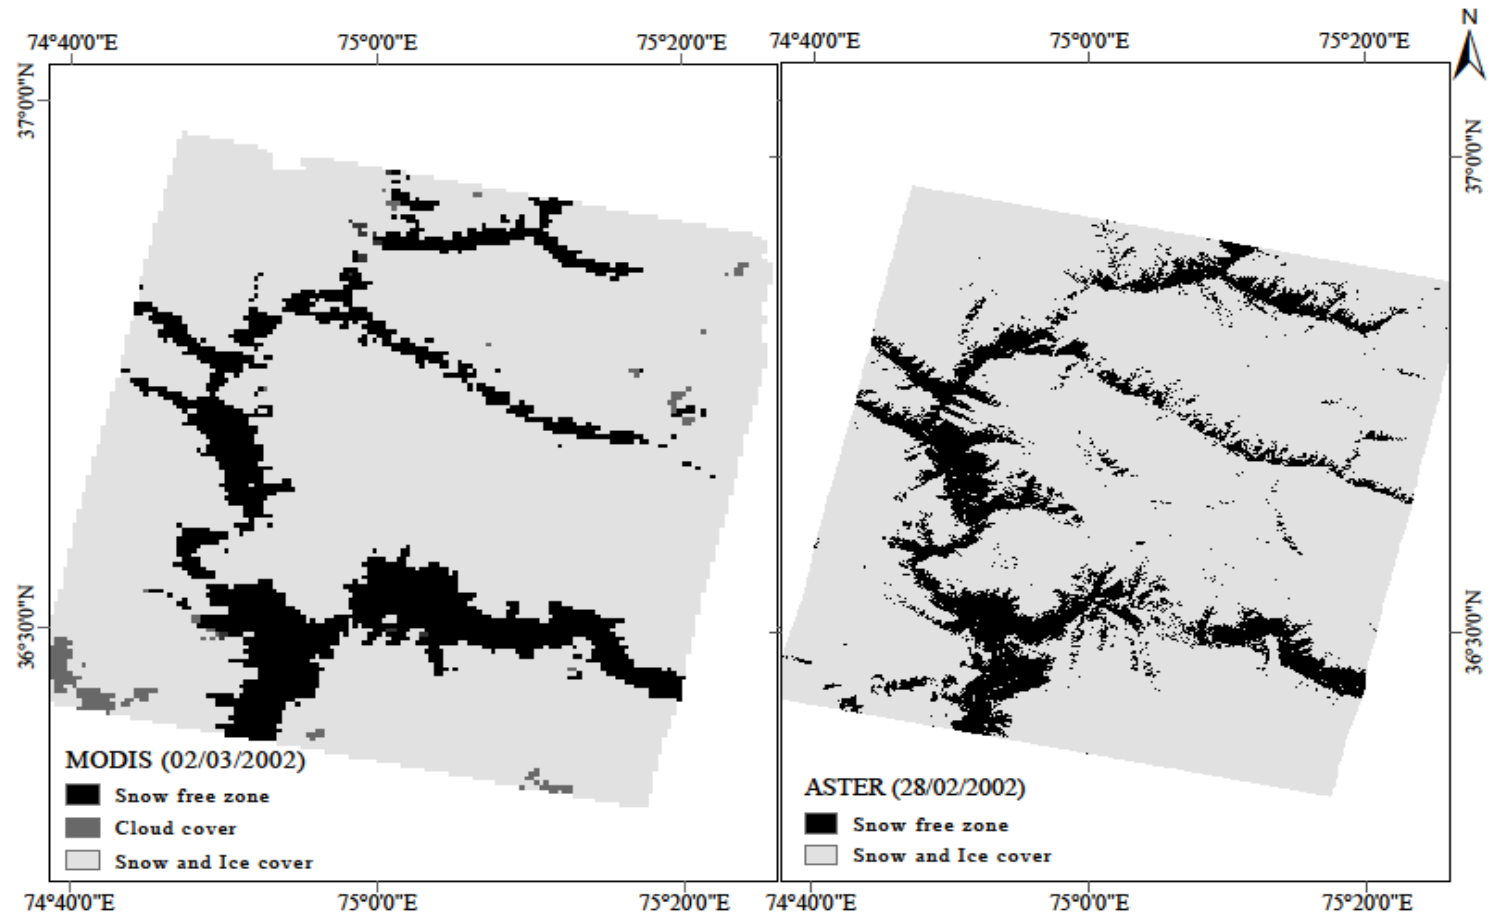 N
74°40'0"E 75°0'0"E 75°20'0"E 74°40'0"E 75°0'0"E 75°20'0"E
37°0'0"N
37°0'0"N
36°30'0"N
36°30'0"N
MODIS (02/03/2002)
Snow free zone
Cloud cover
Snow and Ice cover
ASTER (28/02/2002)
Snow free zone
Snow and Ice cover
74°40'0"E 75°0'0"E 75°20'0"E 74°40'0"E 75°0'0"E 75°20'0"E